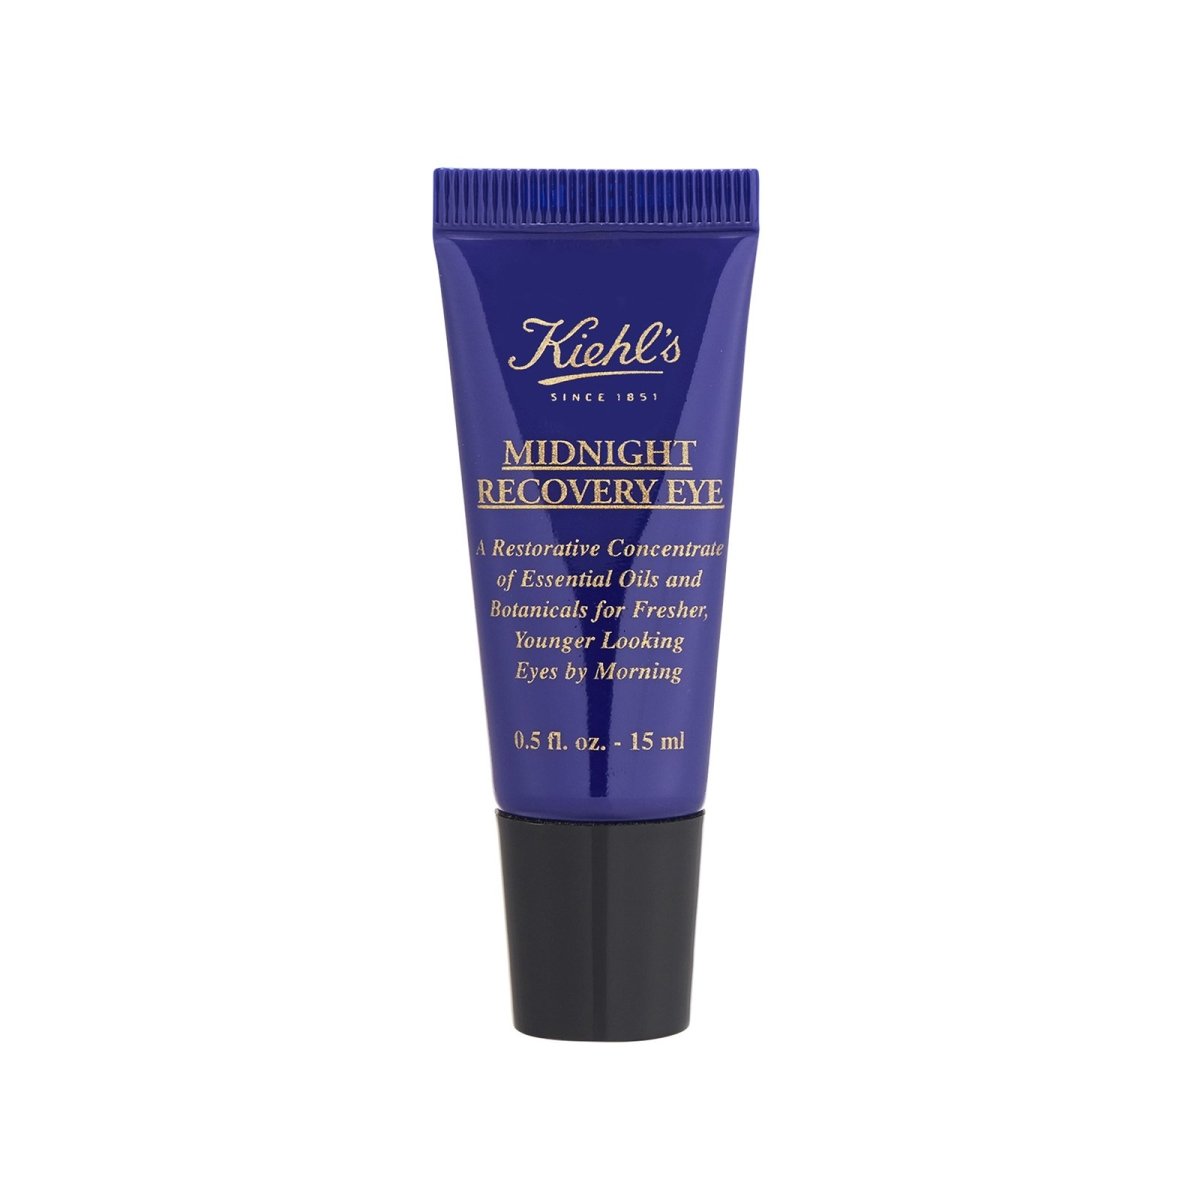 Kiehl's
SINCE 1851
MIDNIGHT
RECOVERY EYE
A Restorative Concentrate
of Essential Oils and
Botanicals for Fresher,
Younger Looking
Eyes by Morning
0.5 fl. oz. - 15 ml